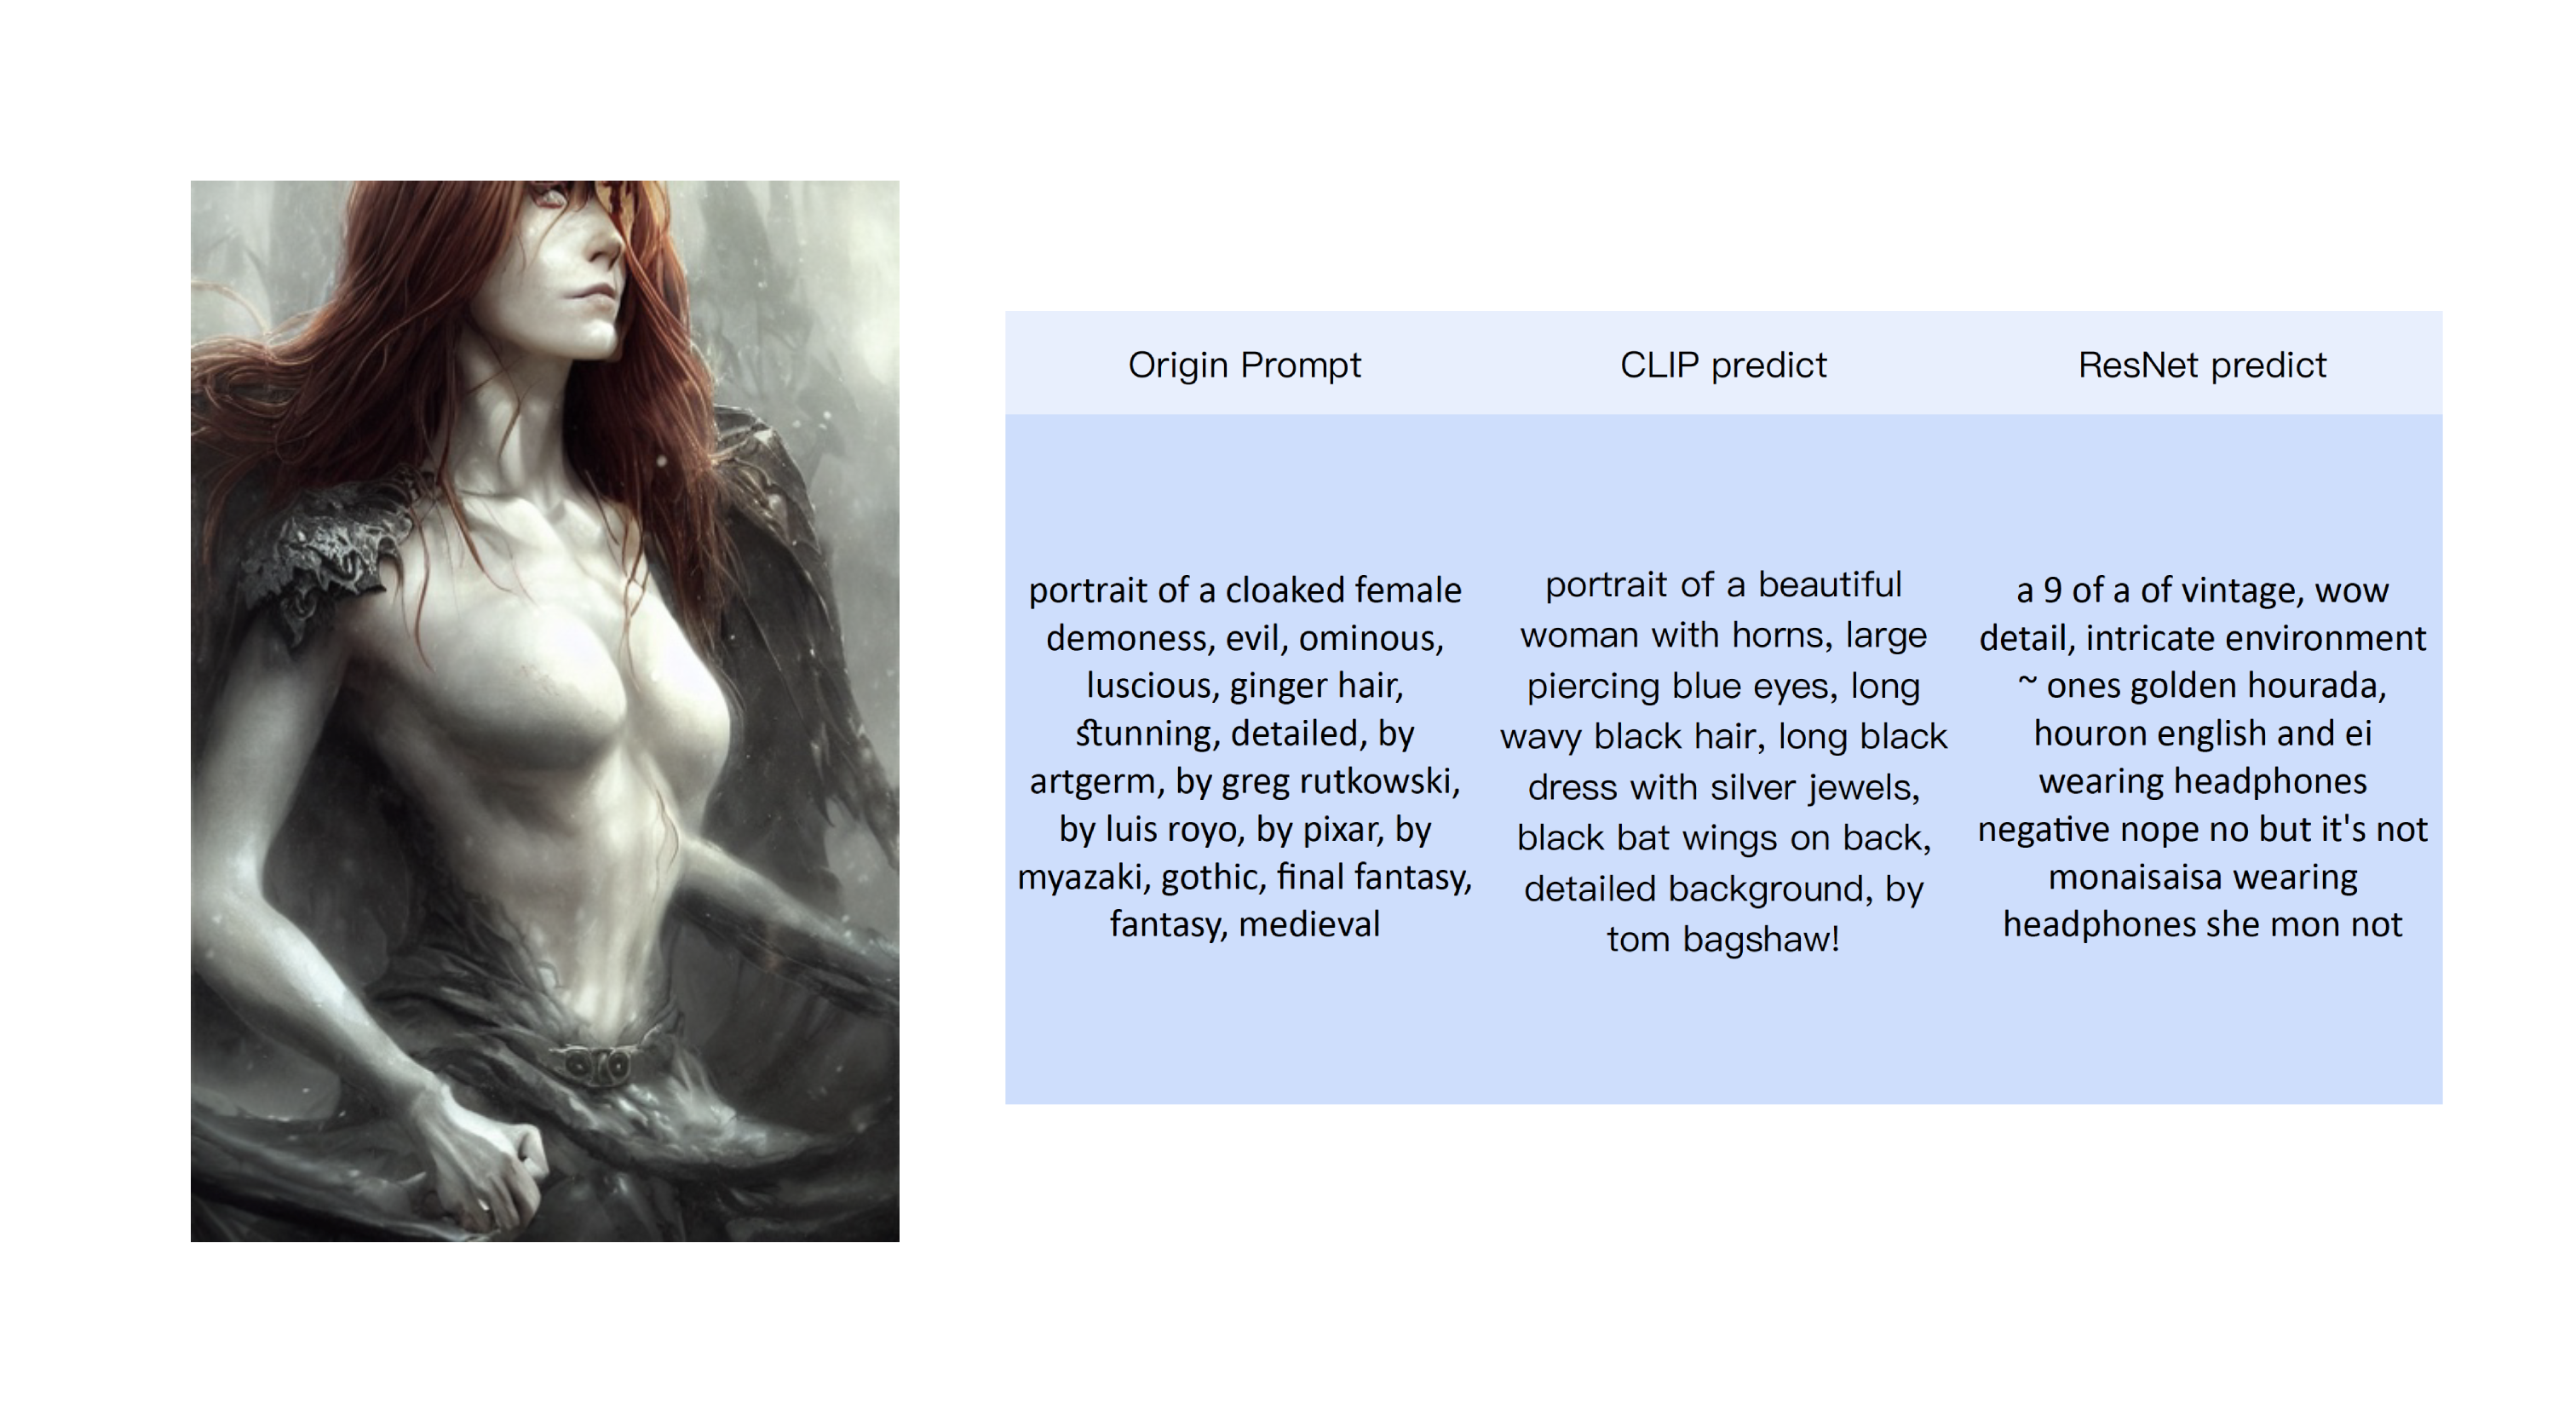 Origin Prompt
CLIP predict
ResNet predict
portrait of a cloaked female
demoness, evil, ominous,
luscious, ginger hair,
stunning, detailed, by
artgerm, by greg rutkowski,
by luis royo, by pixar, by
myazaki, gothic, final fantasy,
fantasy, medieval
portrait of a beautiful
woman with horns, large
piercing blue eyes, long
wavy black hair, long black
dress with silver jewels,
black bat wings on back,
detailed background, by
tom bagshaw!
a 9 of a of vintage, wow
detail, intricate environment
~ ones golden hourada,
houron english and ei
wearing headphones
negative nope no but it's not
monaisaisa wearing
headphones she mon not